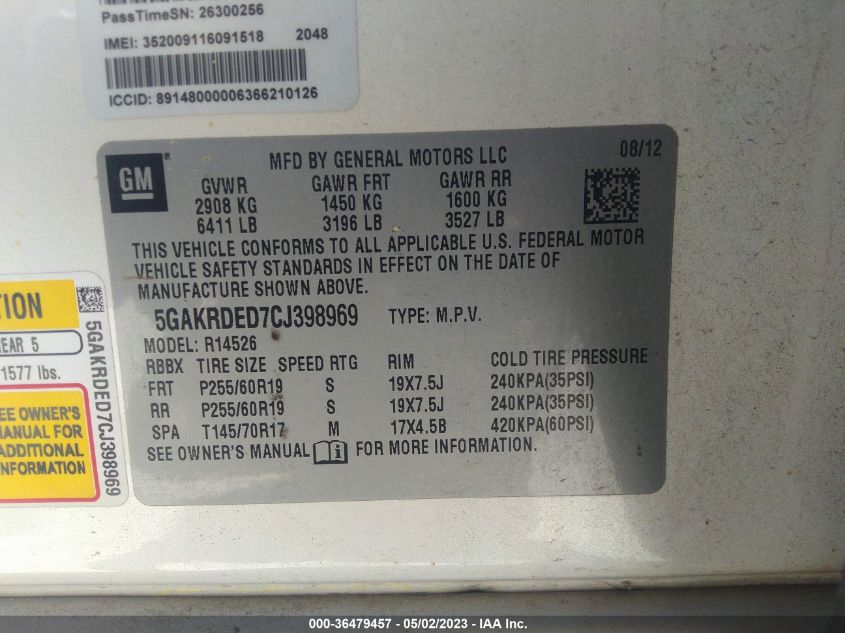 PassTimeSN: 26300256
IMEI: 352009116091518 2048
ICCID: 89148000006366210126
GM
MFD BY GENERAL MOTORS LLC 08/12
GVWR GAWR FRT GAWR RR
2908 KG 1450 KG 1600 KG
6411 LB 3196 LB 3527 LB
THIS VEHICLE CONFORMS TO ALL APPLICABLE U.S. FEDERAL MOTOR
VEHICLE SAFETY STANDARDS IN EFFECT ON THE DATE OF
MANUFACTURE SHOWN ABOVE.
5GAKRDED7CJ398969 TYPE: M.P.V.
MODEL: R14526
RBBX TIRE SIZE SPEED RTG RIM COLD TIRE PRESSURE
FRT P255/60R19 S 19X7.5J 240KPA(35PSI)
RR P255/60R19 S 19X7.5J 240KPA(35PSI)
SPA T145/70R17 M 17X4.5B 420KPA(60PSI)
SEE OWNER'S MANUAL FOR MORE INFORMATION.
TION
EAR 5
1577 lbs.
EE OWNER'S
ANUAL FOR
ADDITIONAL
NFORMATION
5GAKRDED7CJ398969
000-36479457 - 05/02/2023 - IAA Inc.